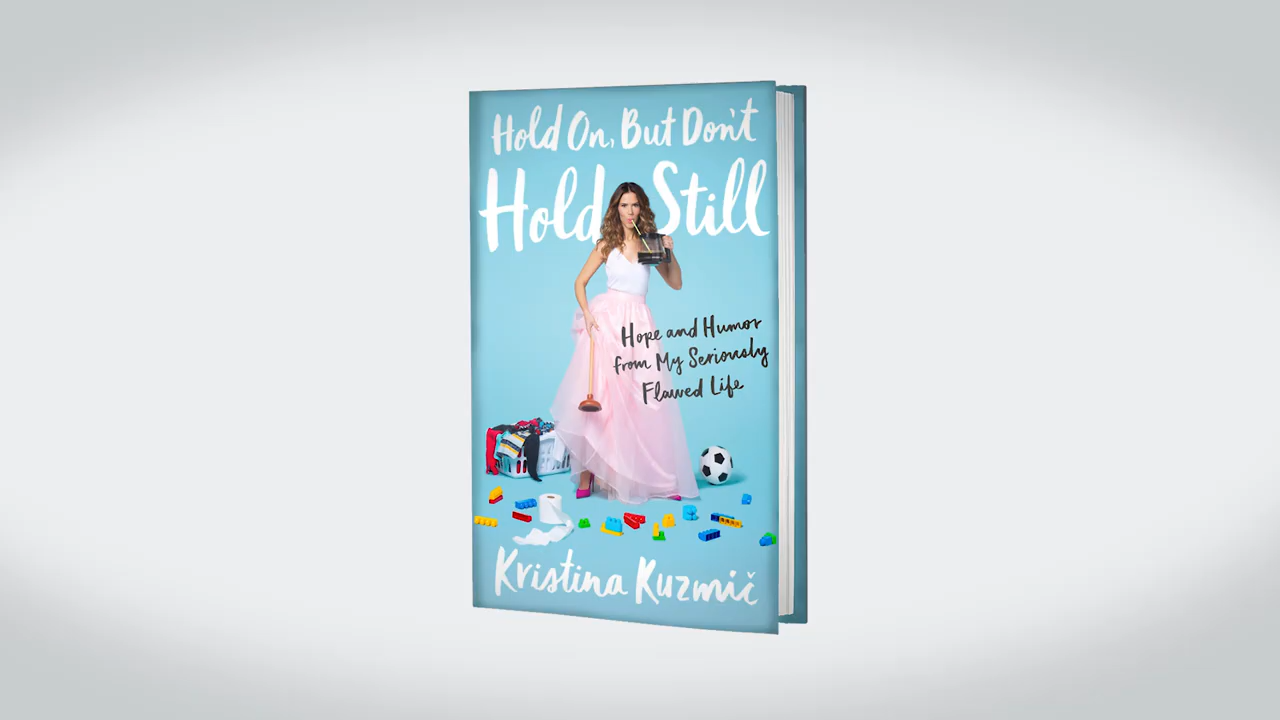 Hold On, But Don't
Hold Still
Hope and Humor
from My Seriously
Flawed Life
Kristina Kuzmič